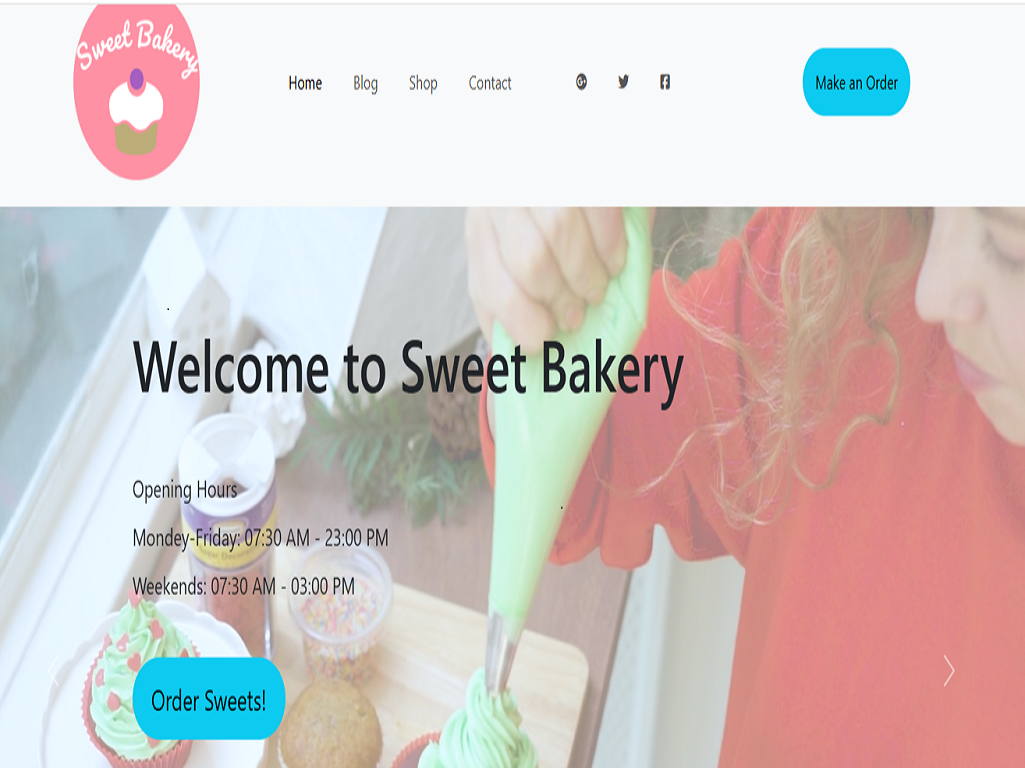 Sweet Bakery
Home Blog Shop Contact
Make an Order
Welcome to Sweet Bakery
Opening Hours
Mondey-Friday: 07:30 AM - 23:00 PM
Weekends: 07:30 AM - 03:00 PM
Order Sweets!